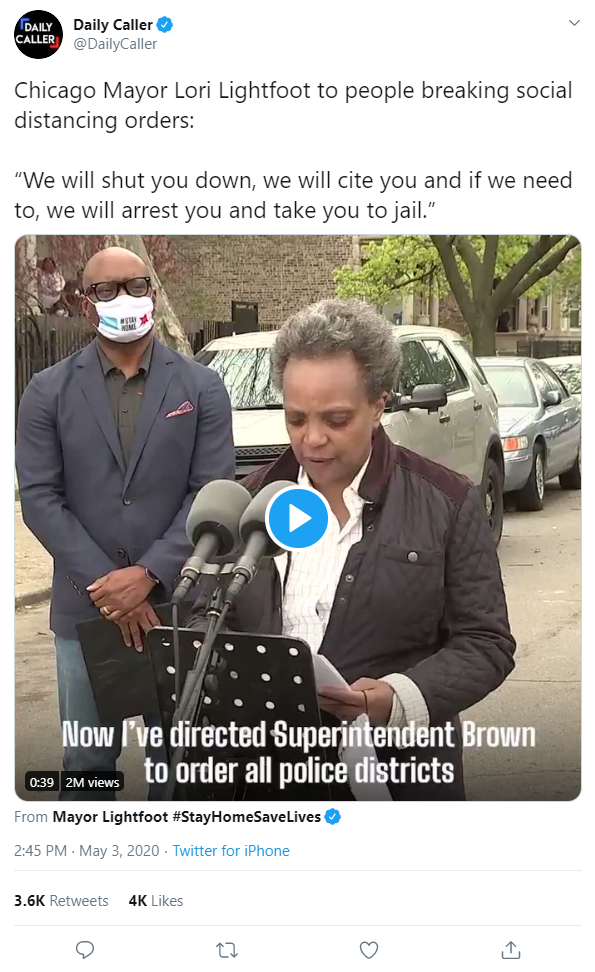 DAILY
CALLER
Daily Caller
@DailyCaller
Chicago Mayor Lori Lightfoot to people breaking social
distancing orders:
“We will shut you down, we will cite you and if we need
to, we will arrest you and take you to jail.”
#STAY
HOME
Now I’ve directed Superintendent Brown
to order all police districts
0:39 2M views
From Mayor Lightfoot #StayHomeSaveLives
2:45 PM · May 3, 2020 · Twitter for iPhone
3.6K Retweets 4K Likes